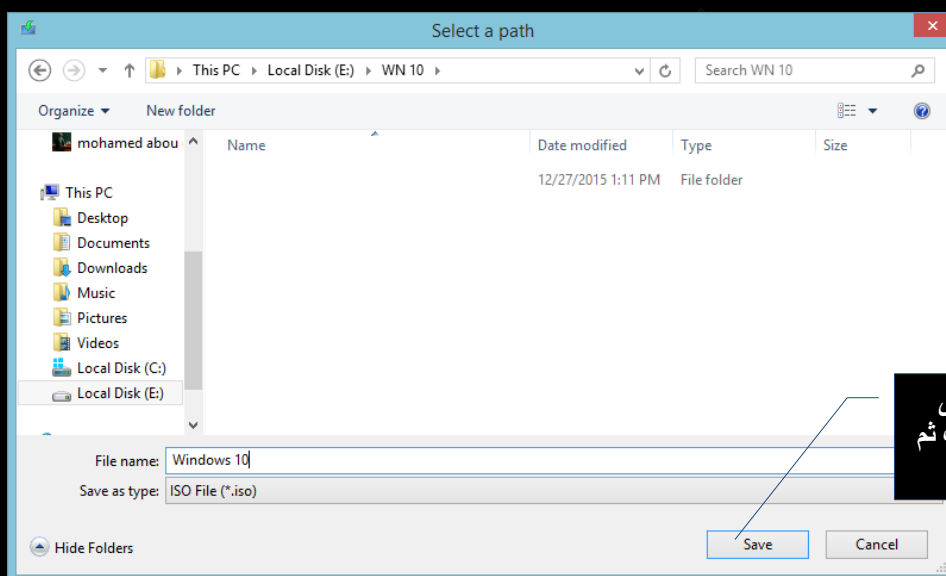 Select a path
This PC Local Disk (E:) WN 10
Search WN 10
Organize New folder
Name Date modified Type Size
12/27/2015 1:11 PM File folder
mohamed abou
This PC
Desktop
Documents
Downloads
Music
Pictures
Videos
Local Disk (C:)
Local Disk (E:)
File name: Windows 10
Save as type: ISO File (*.iso)
ثم
Hide Folders
Save Cancel